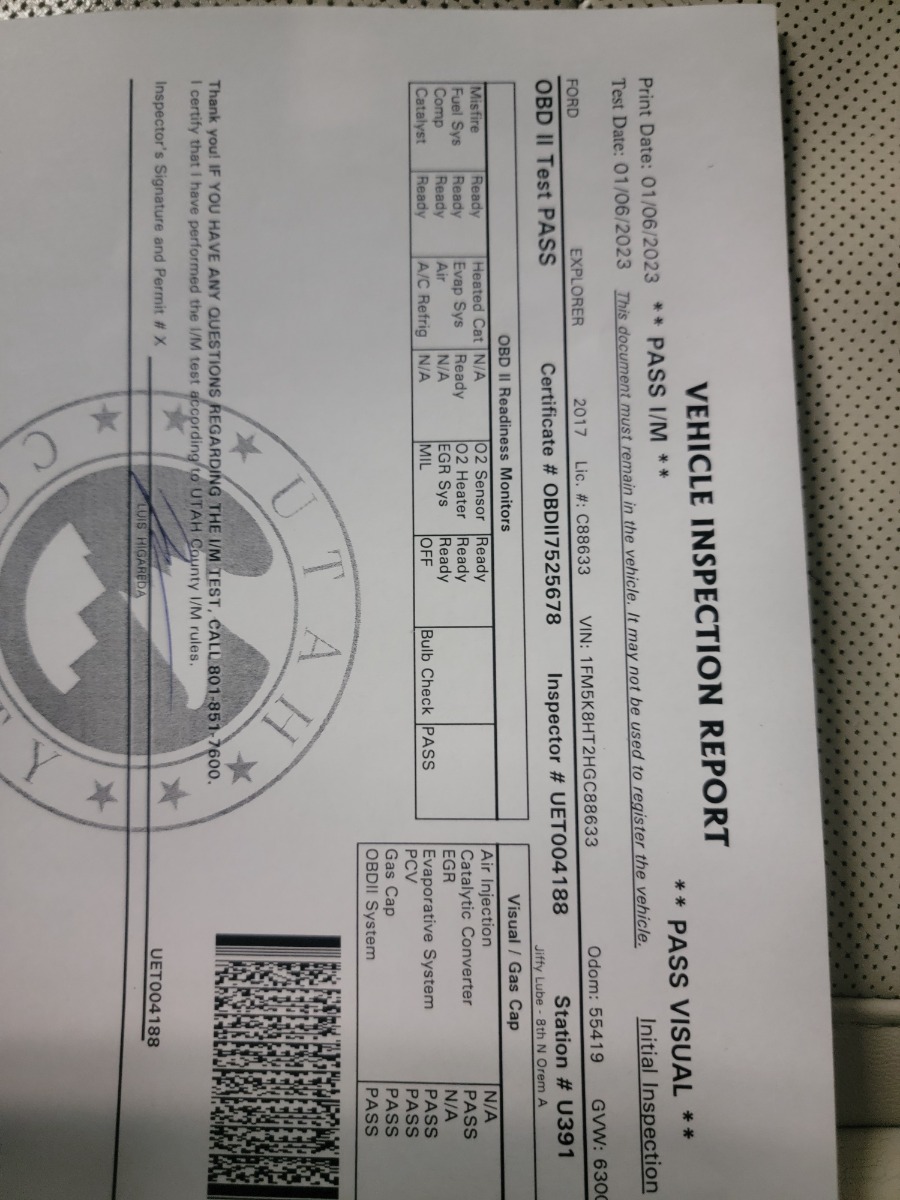 VEHICLE INSPECTION REPORT
** PASS I/M **
** PASS VISUAL **
Print Date: 01/06/2023
Initial Inspection
Test Date: 01/06/2023 This document must remain in the vehicle. It may not be used to register the vehicle.
FORD EXPLORER 2017 Lic. #: C88633 VIN: 1FM5K8HT2HGC88633 Odom: 55419 GVW: 6300
Jiffy Lube - 8th N Orem A
OBD II Test PASS Certificate # OBDII7525678 Inspector # UET004188 Station # U391
OBD II Readiness Monitors
Misfire Ready Heated Cat N/A O2 Sensor Ready
Fuel Sys Ready Evap Sys Ready O2 Heater Ready
Comp Ready Air N/A EGR Sys Ready
Catalyst Ready A/C Refrig N/A MIL OFF Bulb Check PASS
Visual / Gas Cap
Air Injection N/A
Catalytic Converter PASS
EGR N/A
Evaporative System PASS
PCV PASS
Gas Cap PASS
OBDII System PASS
Thank you! IF YOU HAVE ANY QUESTIONS REGARDING THE I/M TEST, CALL 801-851-7600.
I certify that I have performed the I/M test according to UTAH County I/M rules.
Inspector's Signature and Permit # X
UET004188
LUIS HIGAREDA
UTAH